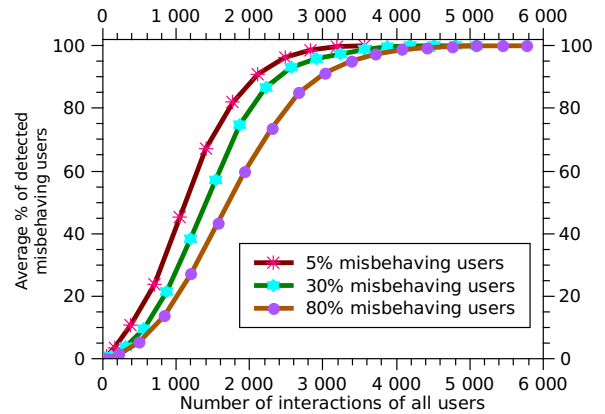 0 1 000 2 000 3 000 4 000 5 000 6 000
100 100
80 80
60 60
40 40
20 20
0 0
Average % of detected
misbehaving users
5% misbehaving users
30% misbehaving users
80% misbehaving users
0 1 000 2 000 3 000 4 000 5 000 6 000
Number of interactions of all users